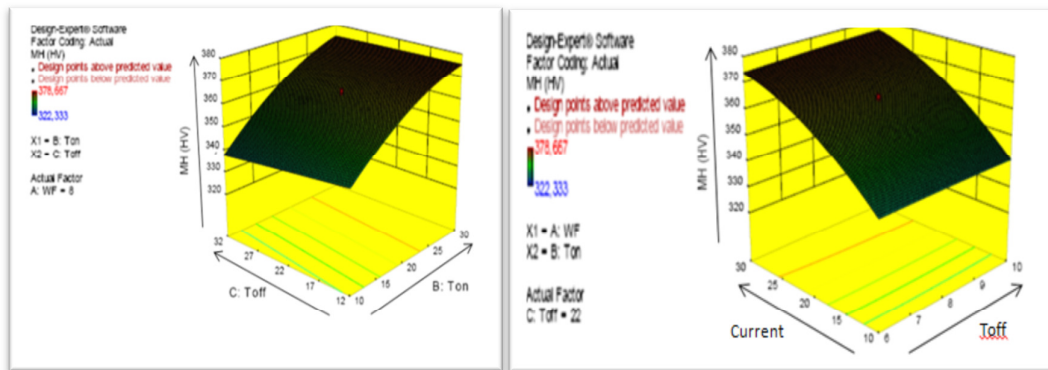 Design-Expert® Software
Factor Coding: Actual
MH (HV)
Design points above predicted value
Design points below predicted value
378,667
322,333
X1 = B: Ton
X2 = C: Toff
Actual Factor
A: WF = 8
MH (HV)
380
370
360
350
340
330
320
32
27
22
17
12
C: Toff
10
15
20
25
30
B: Ton
Design-Expert® Software
Factor Coding: Actual
MH (HV)
Design points above predicted value
Design points below predicted value
378,667
322,333
X1 = A: WF
X2 = B: Ton
Actual Factor
C: Toff = 22
MH (HV)
380
370
360
350
340
330
320
30
25
20
15
10
Current
6
7
8
9
10
Toff